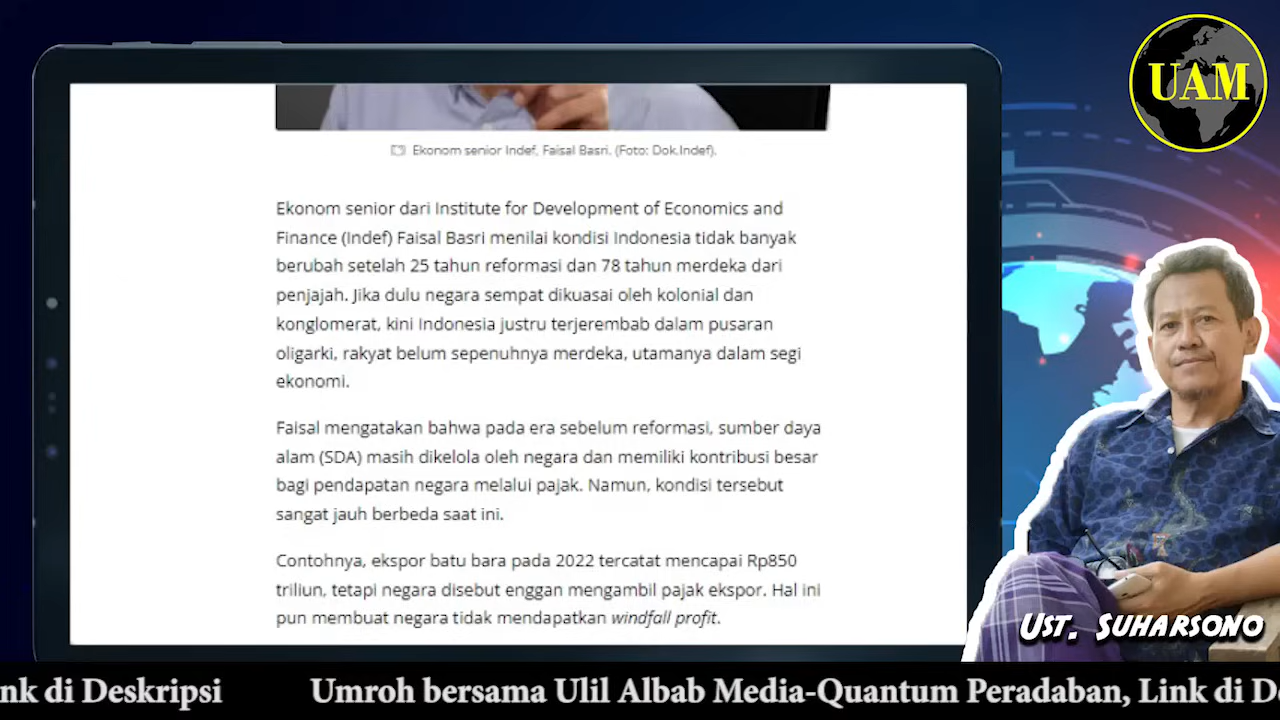 UAM
Ekonom senior Indef, Faisal Basri. (Foto: Dok.Indef).
Ekonom senior dari Institute for Development of Economics and
Finance (Indef) Faisal Basri menilai kondisi Indonesia tidak banyak
berubah setelah 25 tahun reformasi dan 78 tahun merdeka dari
penjajah. Jika dulu negara sempat dikuasai oleh kolonial dan
konglomerat, kini Indonesia justru terjerembab dalam pusaran
oligarki, rakyat belum sepenuhnya merdeka, utamanya dalam segi
ekonomi.
Faisal mengatakan bahwa pada era sebelum reformasi, sumber daya
alam (SDA) masih dikelola oleh negara dan memiliki kontribusi besar
bagi pendapatan negara melalui pajak. Namun, kondisi tersebut
sangat jauh berbeda saat ini.
Contohnya, ekspor batu bara pada 2022 tercatat mencapai Rp850
triliun, tetapi negara disebut enggan mengambil pajak ekspor. Hal ini
pun membuat negara tidak mendapatkan windfall profit.
Ust. Suharsono
nk di Deskripsi Umroh bersama Ulil Albab Media-Quantum Peradaban, Link di De